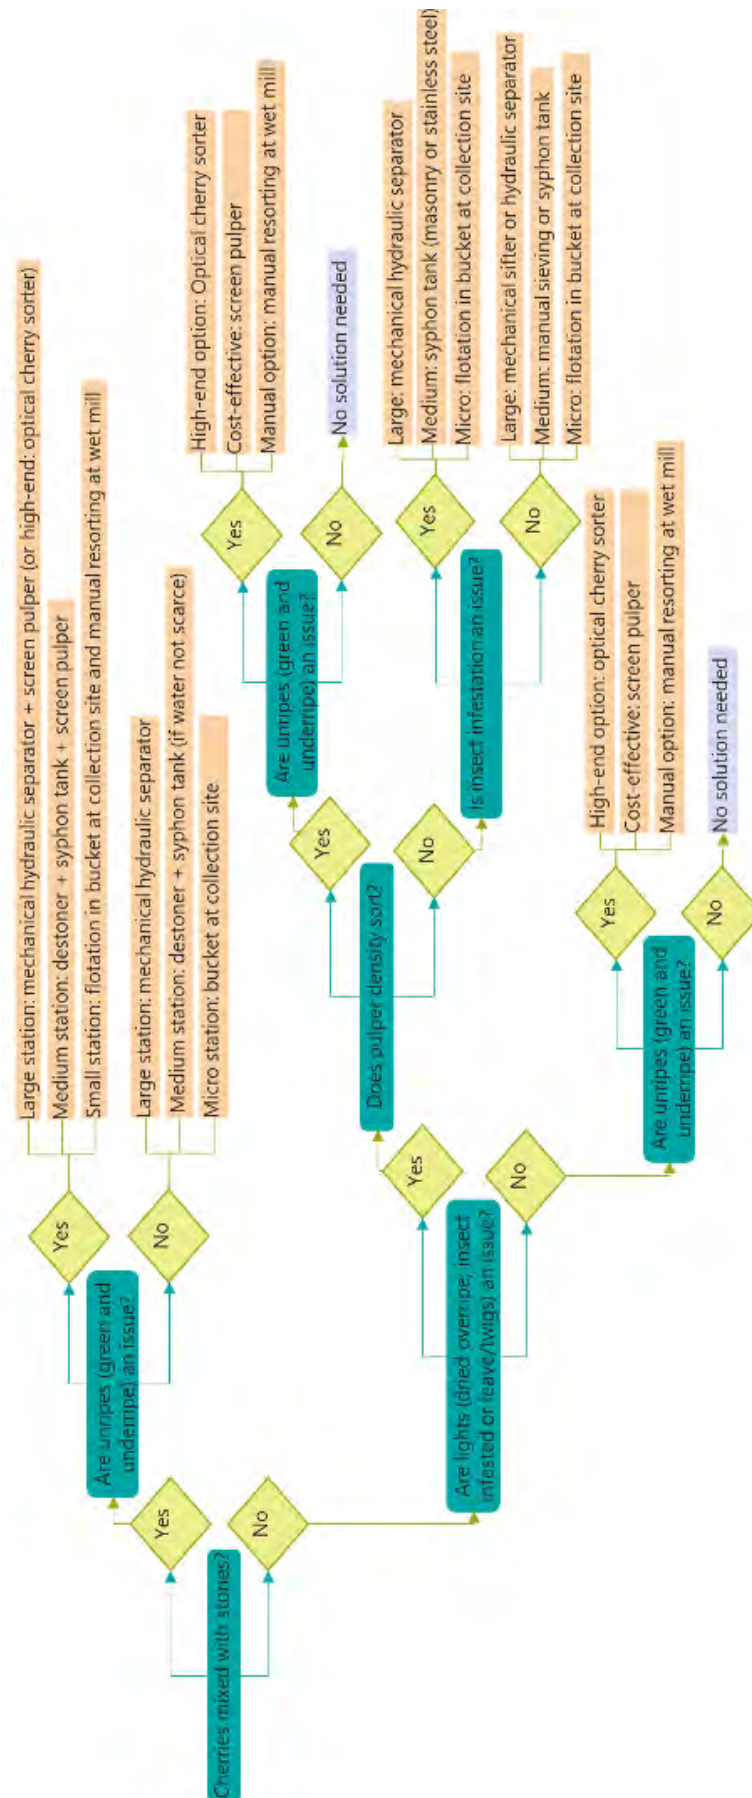 Cherries mixed with stones?
Yes
No
Are unripes (green and
underripe) an issue?
Yes
No
Large station: mechanical hydraulic separator + screen pulper (or high-end: optical cherry sorter)
Medium station: destoner + syphon tank + screen pulper
Small station: flotation in bucket at collection site and manual resorting at wet mill
Large station: mechanical hydraulic separator
Medium station: destoner + syphon tank (if water not scarce)
Micro station: bucket at collection site
Are lights (dried overripe, insect
infested or leave/twigs) an issue?
Yes
No
Does pulper density sort?
Yes
No
Are unripes (green and
underripe) an issue?
Yes
No
High-end option: Optical cherry sorter
Cost-effective: screen pulper
Manual option: manual resorting at wet mill
No solution needed
Is insect infestation an issue?
Yes
No
Large: mechanical hydraulic separator
Medium: syphon tank (masonry or stainless steel)
Micro: flotation in bucket at collection site
Large: mechanical sifter or hydraulic separator
Medium: manual sieving or syphon tank
Micro: flotation in bucket at collection site
Are unripes (green and
underripe) an issue?
Yes
No
High-end option: optical cherry sorter
Cost-effective: screen pulper
Manual option: manual resorting at wet mill
No solution needed